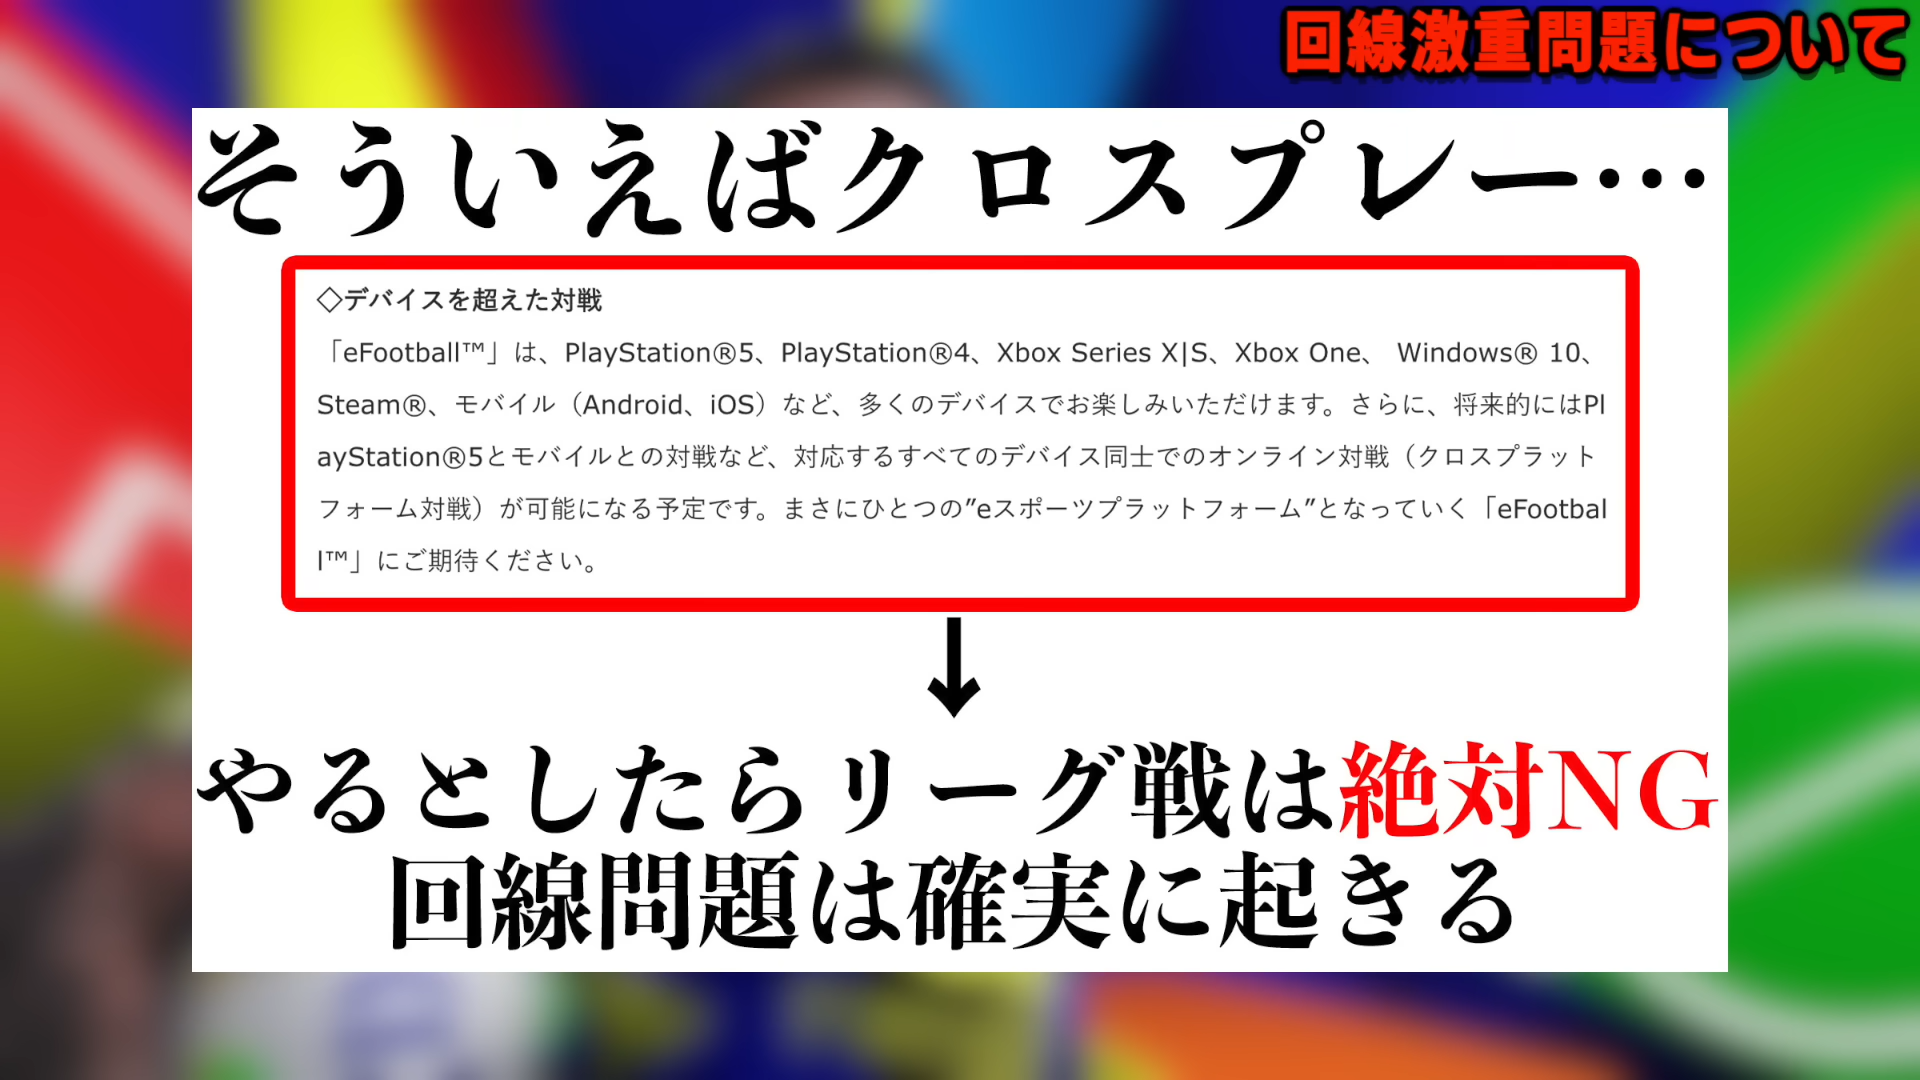 回線激重問題について
そういえばクロスプレー…
◇デバイスを超えた対戦
「eFootball™」は、PlayStation®5、PlayStation®4、Xbox Series X|S、Xbox One、 Windows® 10、
Steam®、モバイル（Android、iOS）など、多くのデバイスでお楽しみいただけます。さらに、将来的にはPl
ayStation®5とモバイルとの対戦など、対応するすべてのデバイス同士でのオンライン対戦（クロスプラット
フォーム対戦）が可能になる予定です。まさにひとつの”eスポーツプラットフォーム”となっていく「eFootbal
l™」にご期待ください。
↓
やるとしたらリーグ戦は絶対NG
回線問題は確実に起きる